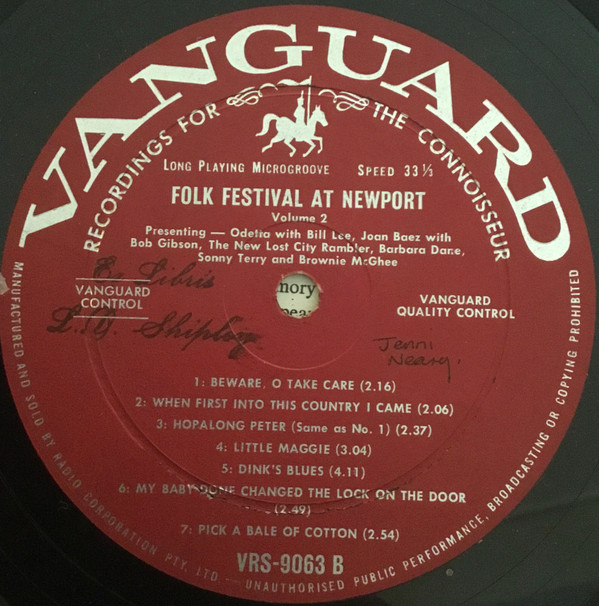 VANGUARD
RECORDINGS FOR THE CONNOISSEUR
LONG PLAYING MICROGROOVE SPEED 33 1/3
FOLK FESTIVAL AT NEWPORT
Volume 2
Presenting — Odetta with Bill Lee, Joan Baez with
Bob Gibson, The New Lost City Rambler, Barbara Dane,
Sonny Terry and Brownie McGhee
Ex Libris
nory
pea
VANGUARD
CONTROL
VANGUARD
QUALITY CONTROL
L. Shipley
Jenni
Neary.
1: BEWARE, O TAKE CARE (2.16)
2: WHEN FIRST INTO THIS COUNTRY I CAME (2.06)
3: HOPALONG PETER (Same as No. 1) (2.37)
4: LITTLE MAGGIE (3.04)
5: DINK'S BLUES (4.11)
6: MY BABY DONE CHANGED THE LOCK ON THE DOOR
(2.49)
7: PICK A BALE OF COTTON (2.54)
VRS-9063 B
MANUFACTURED AND SOLD BY RADIO CORPORATION PTY. LTD — UNAUTHORISED PUBLIC PERFORMANCE, BROADCASTING OR COPYING PROHIBITED